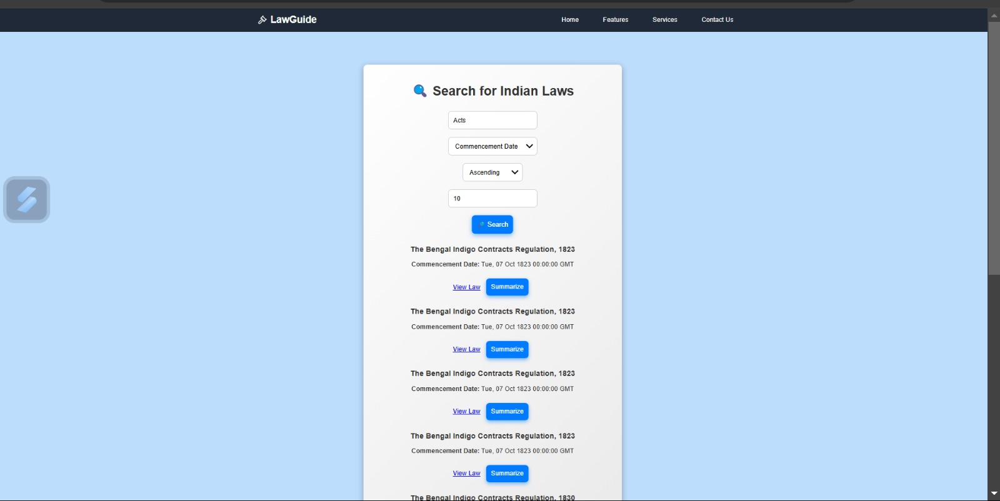 LawGuide
Home Features Services Contact Us
Search for Indian Laws
Acts
Commencement Date
Ascending
10
Search
The Bengal Indigo Contracts Regulation, 1823
Commencement Date: Tue, 07 Oct 1823 00:00:00 GMT
View Law Summarize
The Bengal Indigo Contracts Regulation, 1823
Commencement Date: Tue, 07 Oct 1823 00:00:00 GMT
View Law Summarize
The Bengal Indigo Contracts Regulation, 1823
Commencement Date: Tue, 07 Oct 1823 00:00:00 GMT
View Law Summarize
The Bengal Indigo Contracts Regulation, 1823
Commencement Date: Tue, 07 Oct 1823 00:00:00 GMT
View Law Summarize
The Bengal Indigo Contracts Regulation, 1830